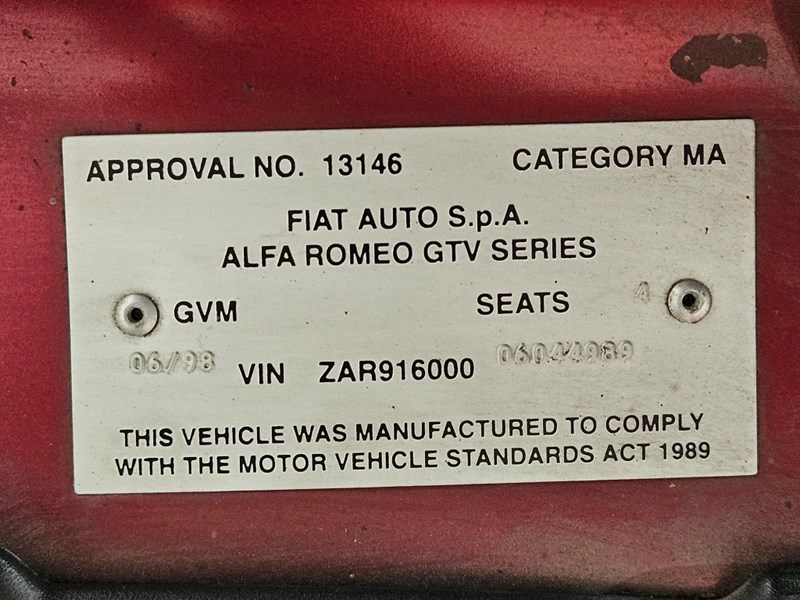 APPROVAL NO. 13146 CATEGORY MA
FIAT AUTO S.p.A.
ALFA ROMEO GTV SERIES
GVM SEATS 4
06/98 VIN ZAR916000 06044989
THIS VEHICLE WAS MANUFACTURED TO COMPLY
WITH THE MOTOR VEHICLE STANDARDS ACT 1989